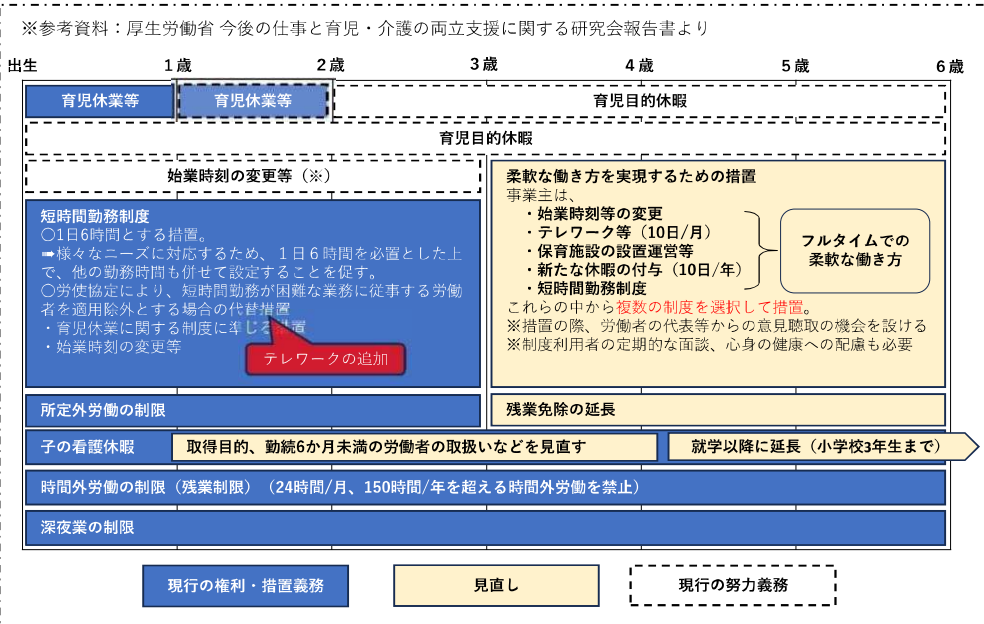 ※参考資料：厚生労働省 今後の仕事と育児・介護の両立支援に関する研究会報告書より
出生
1歳
2歳
3歳
4歳
5歳
6歳
育児休業等
育児休業等
育児目的休暇
育児目的休暇
始業時刻の変更等（※）
短時間勤務制度
○1日6時間とする措置。
➡様々なニーズに対応するため、１日６時間を必置とした上
で、他の勤務時間も併せて設定することを促す。
○労使協定により、短時間勤務が困難な業務に従事する労働
者を適用除外とする場合の代替措置
・育児休業に関する制度に準じる措置
・始業時刻の変更等
テレワークの追加
柔軟な働き方を実現するための措置
事業主は、
・始業時刻等の変更
・テレワーク等（10日/月）
・保育施設の設置運営等
・新たな休暇の付与（10日/年）
・短時間勤務制度
フルタイムでの
柔軟な働き方
これらの中から複数の制度を選択して措置。
※措置の際、労働者の代表等からの意見聴取の機会を設ける
※制度利用者の定期的な面談、心身の健康への配慮も必要
所定外労働の制限
残業免除の延長
子の看護休暇
取得目的、勤続6か月未満の労働者の取扱いなどを見直す
就学以降に延長（小学校3年生まで）
時間外労働の制限（残業制限）（24時間/月、150時間/年を超える時間外労働を禁止）
深夜業の制限
現行の権利・措置義務
見直し
現行の努力義務